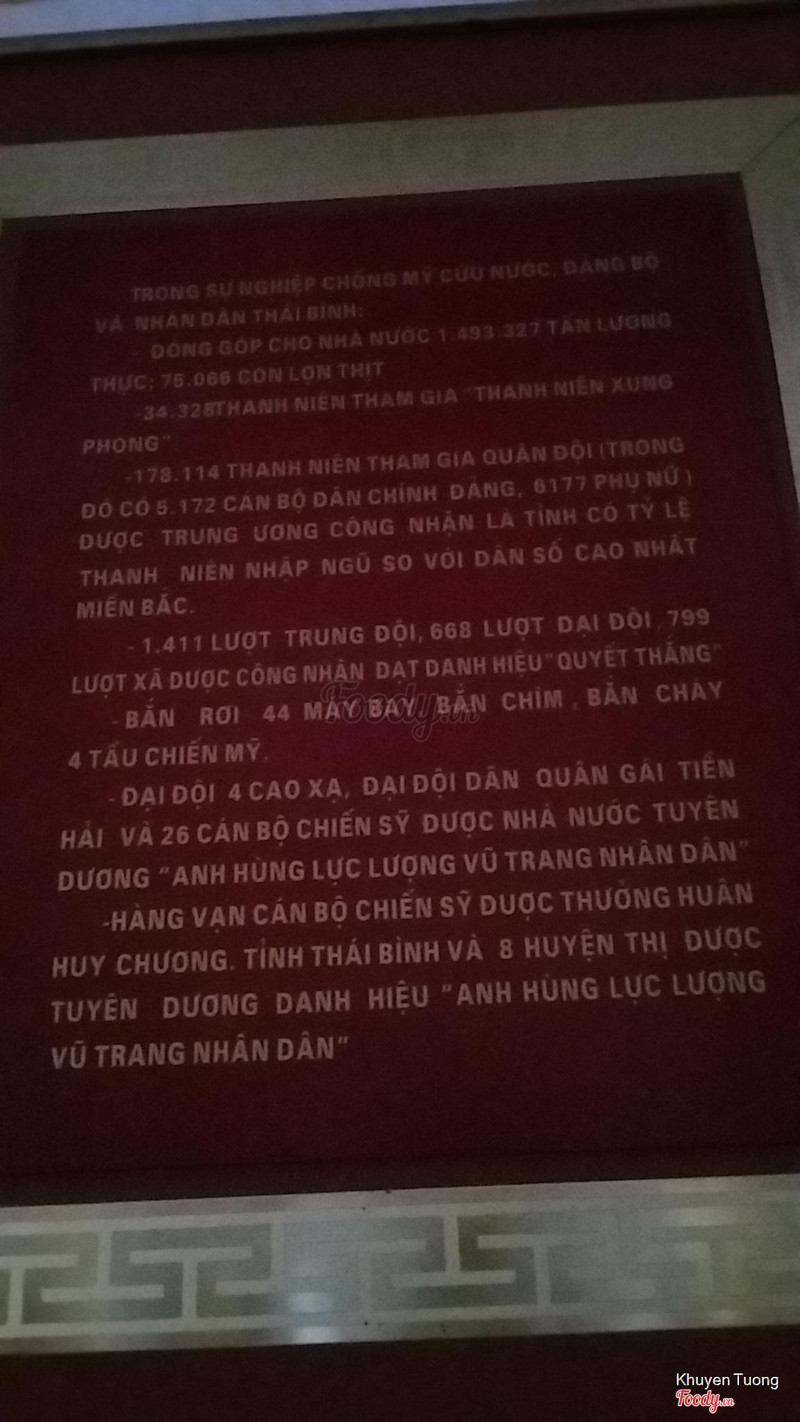 TRONG SỰ NGHIỆP CHỐNG MỸ CỨU NƯỚC, ĐẢNG BỘ
VÀ NHÂN DÂN THÁI BÌNH:
- ĐÓNG GÓP CHO NHÀ NƯỚC 1.493.327 TẤN LƯƠNG
THỰC; 75.066 CON LỢN THỊT
-34.328THANH NIÊN THAM GIA "THANH NIÊN XUNG
PHONG"
-178.114 THANH NIÊN THAM GIA QUÂN ĐỘI (TRONG
ĐÓ CÓ 5.172 CÁN BỘ DÂN CHÍNH ĐẢNG, 6177 PHỤ NỮ)
ĐƯỢC TRUNG ƯƠNG CÔNG NHẬN LÀ TỈNH CÓ TỶ LỆ
THANH NIÊN NHẬP NGŨ SO VỚI DÂN SỐ CAO NHẤT
MIỀN BẮC.
- 1.411 LƯỢT TRUNG ĐỘI, 668 LƯỢT ĐẠI ĐỘI, 799
LƯỢT XÃ ĐƯỢC CÔNG NHẬN ĐẠT DANH HIỆU "QUYẾT THẮNG"
- BẮN RƠI 44 MÁY BAY, BẮN CHÌM, BẮN CHÁY
4 TẦU CHIẾN MỸ.
- ĐẠI ĐỘI 4 CAO XẠ, ĐẠI ĐỘI DÂN QUÂN GÁI TIỀN
HẢI VÀ 26 CÁN BỘ CHIẾN SỸ ĐƯỢC NHÀ NƯỚC TUYÊN
DƯƠNG "ANH HÙNG LỰC LƯỢNG VŨ TRANG NHÂN DÂN"
-HÀNG VẠN CÁN BỘ CHIẾN SỸ ĐƯỢC THƯỞNG HUÂN
HUY CHƯƠNG. TỈNH THÁI BÌNH VÀ 8 HUYỆN THỊ ĐƯỢC
TUYÊN DƯƠNG DANH HIỆU "ANH HÙNG LỰC LƯỢNG
VŨ TRANG NHÂN DÂN"
Foody.vn
Khuyen Tuong
Foody.vn